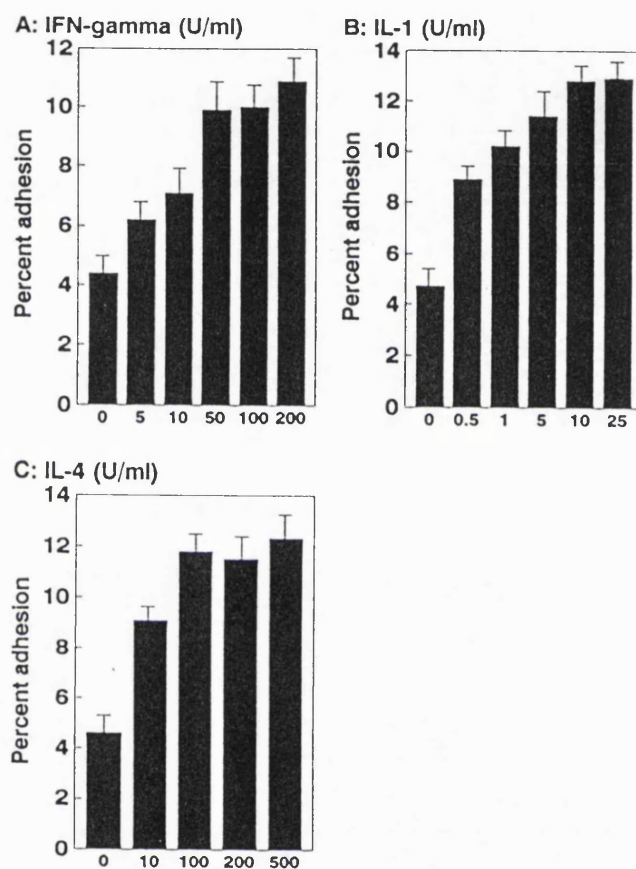 A: IFN-gamma (U/ml)
Percent adhesion
12
10
8
6
4
2
0
0 5 10 50 100 200
B: IL-1 (U/ml)
Percent adhesion
14
12
10
8
6
4
2
0
0 0.5 1 5 10 25
C: IL-4 (U/ml)
Percent adhesion
14
12
10
8
6
4
2
0
0 10 100 200 500